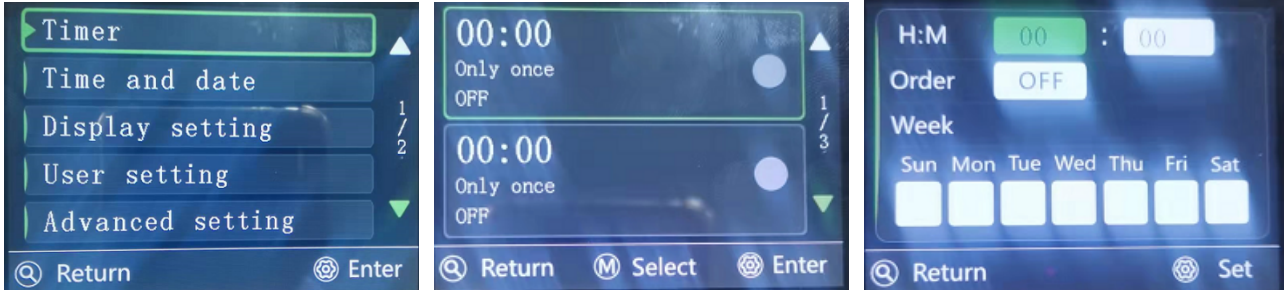 Timer
Time and date
Display setting
User setting
Advanced setting
1
/
2
Return
Enter
00:00
Only once
OFF
00:00
Only once
OFF
1
/
3
Return
M Select
Enter
H:M 00 : 00
Order OFF
Week
Sun Mon Tue Wed Thu Fri Sat
Return
Set